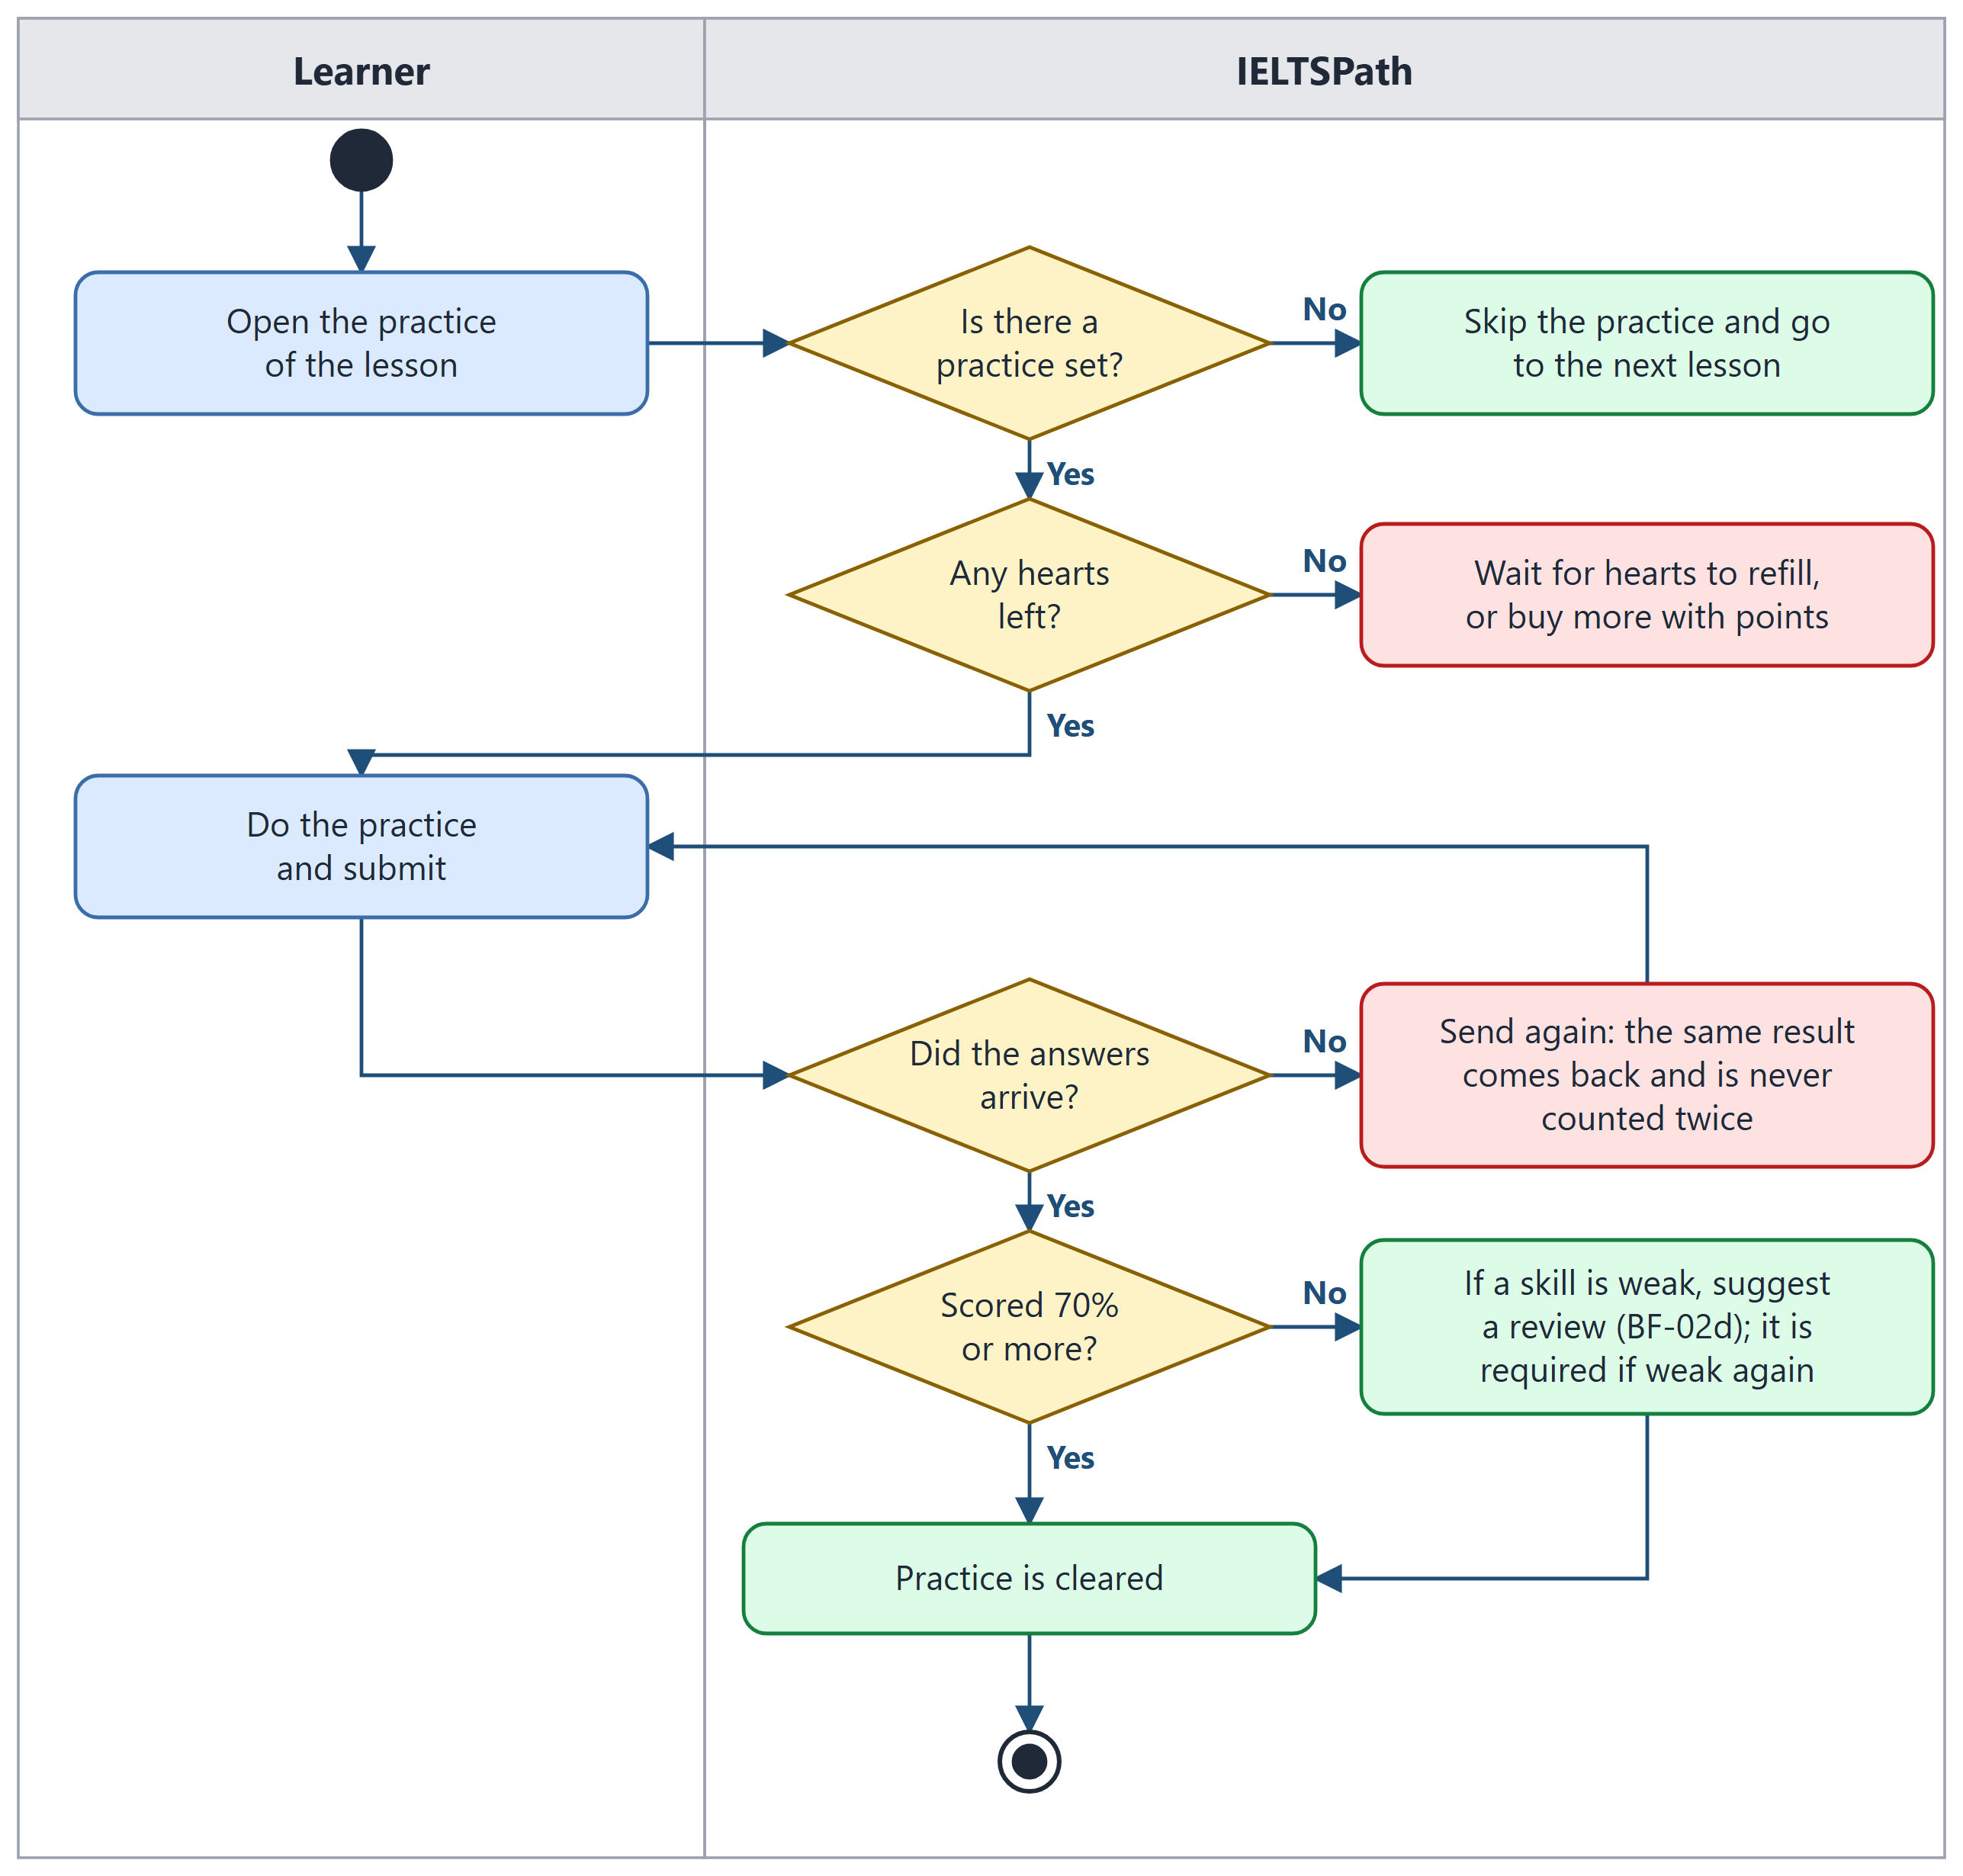 Learner
IELTSPath
Open the practice
of the lesson
Is there a
practice set?
No
Skip the practice and go
to the next lesson
Yes
Any hearts
left?
No
Wait for hearts to refill,
or buy more with points
Yes
Do the practice
and submit
Did the answers
arrive?
No
Send again: the same result
comes back and is never
counted twice
Yes
Scored 70%
or more?
No
If a skill is weak, suggest
a review (BF-02d); it is
required if weak again
Yes
Practice is cleared